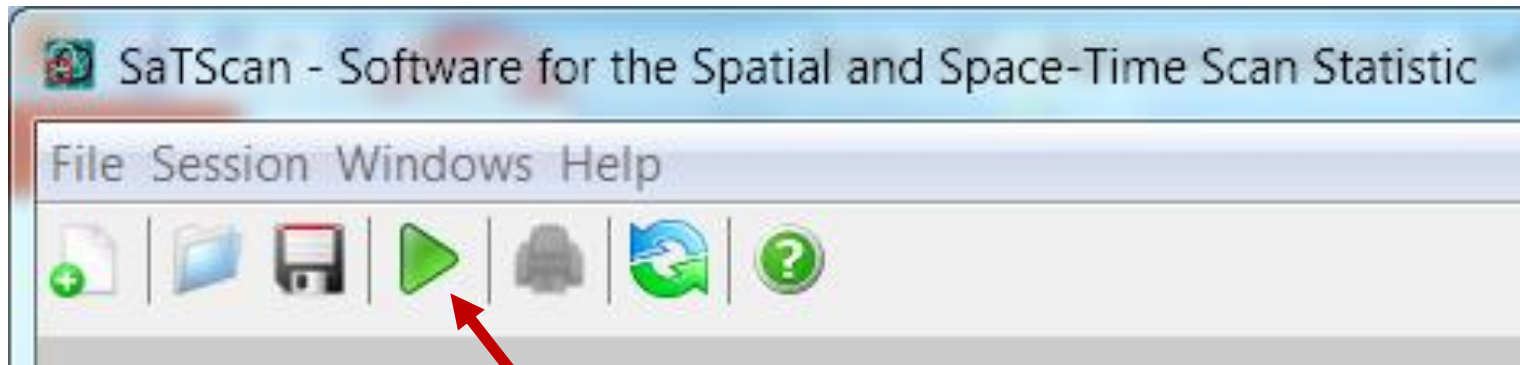 SaTScan - Software for the Spatial and Space-Time Scan Statistic
File Session Windows Help
?